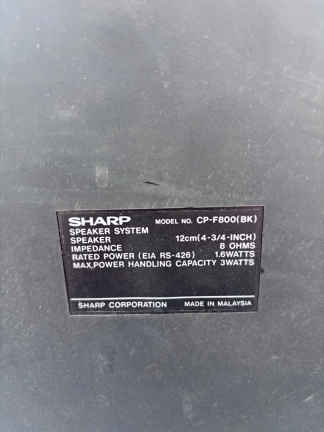 SHARP MODEL NO. CP-F800(BK)
SPEAKER SYSTEM
SPEAKER 12cm(4-3/4-INCH)
IMPEDANCE 8 OHMS
RATED POWER (EIA RS-426) 1.6WATTS
MAX,POWER HANDLING CAPACITY 3WATTS
SHARP CORPORATION MADE IN MALAYSIA